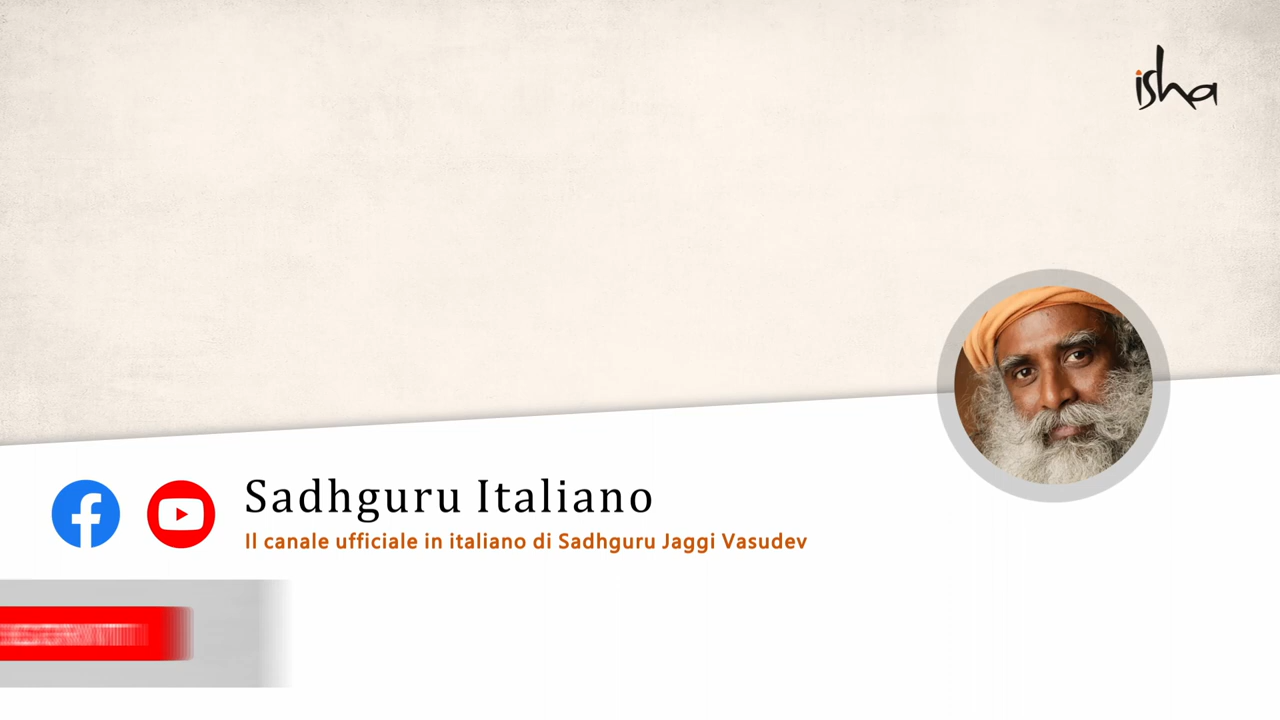 isha
Sadhguru Italiano
Il canale ufficiale in italiano di Sadhguru Jaggi Vasudev